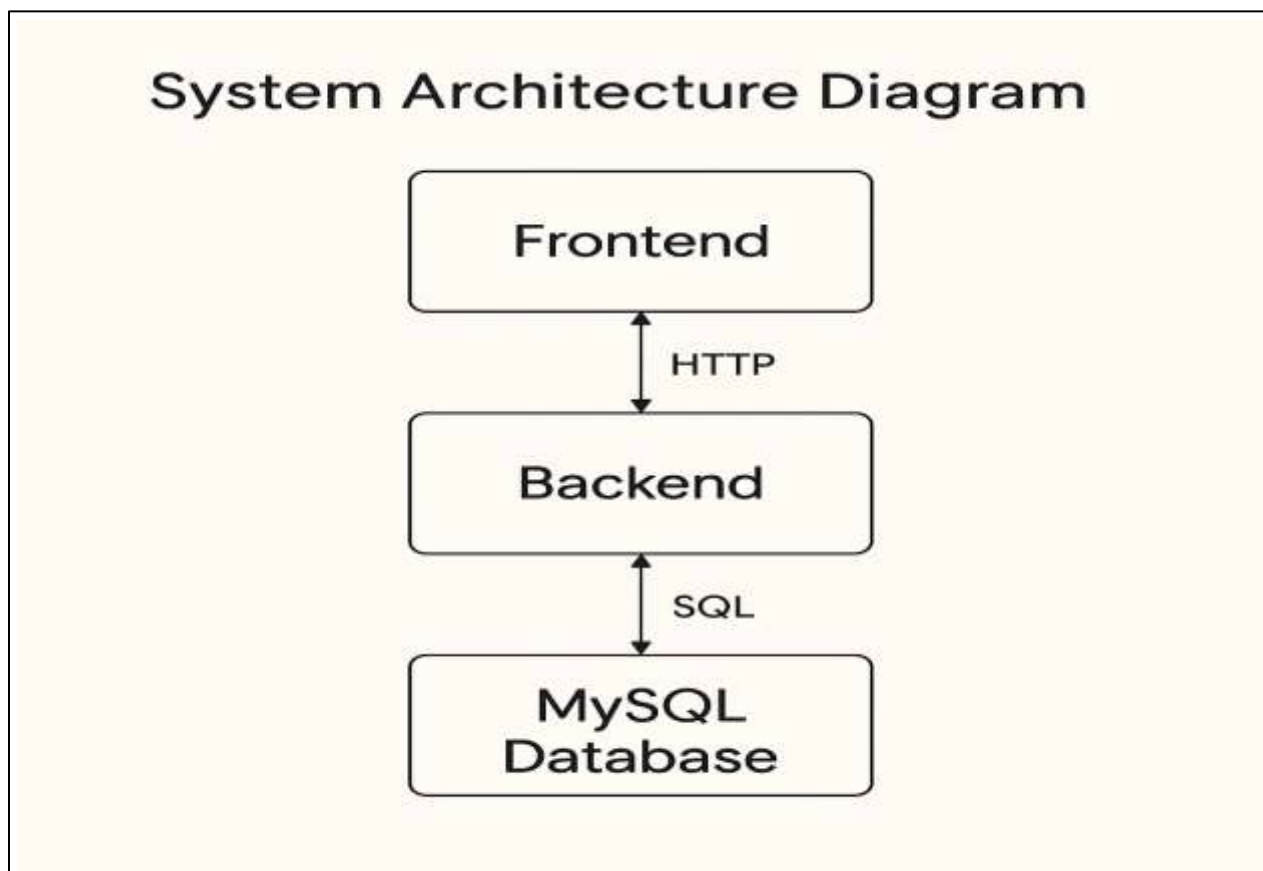 System Architecture Diagram
Frontend
HTTP
Backend
SQL
MySQL
Database